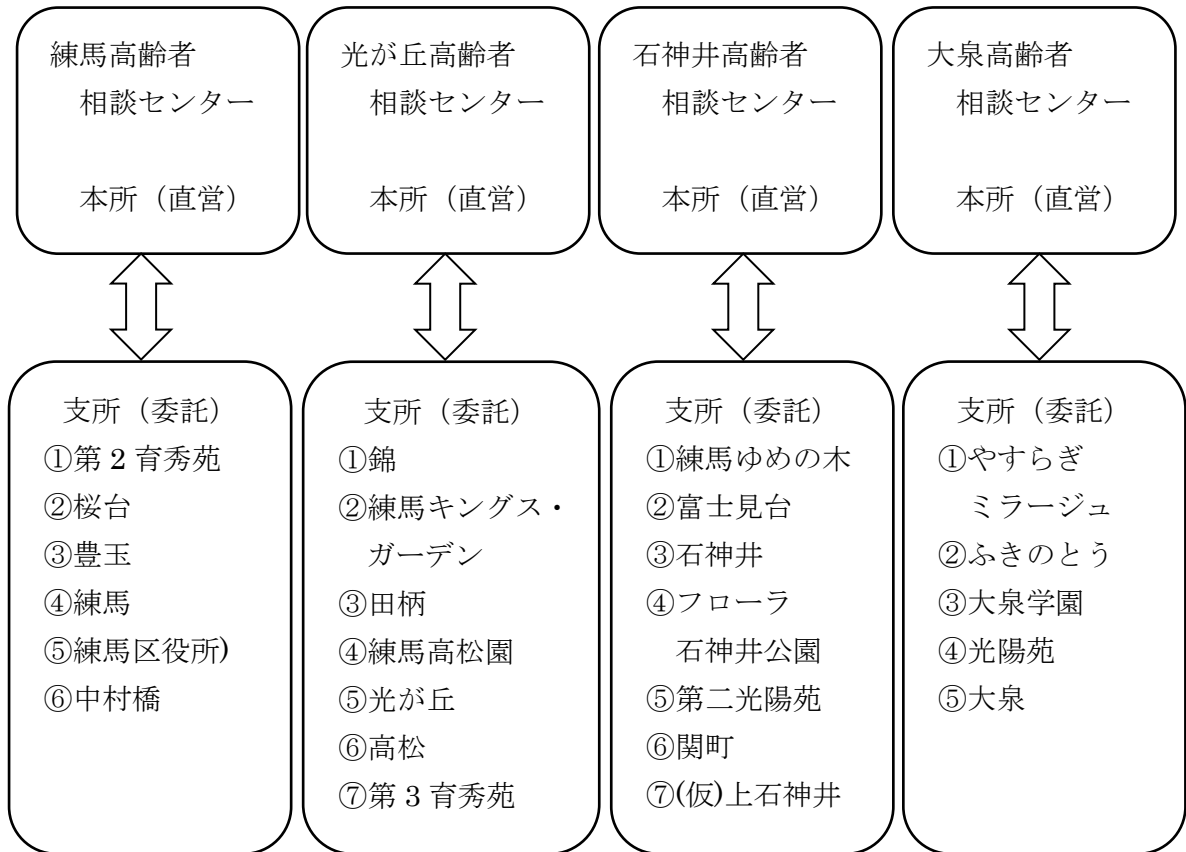 練馬高齢者
相談センター
本所（直営）
光が丘高齢者
相談センター
本所（直営）
石神井高齢者
相談センター
本所（直営）
大泉高齢者
相談センター
本所（直営）
支所（委託）
①第2育秀苑
②桜台
③豊玉
④練馬
⑤練馬区役所)
⑥中村橋
支所（委託）
①錦
②練馬キングス・
ガーデン
③田柄
④練馬高松園
⑤光が丘
⑥高松
⑦第3育秀苑
支所（委託）
①練馬ゆめの木
②富士見台
③石神井
④フローラ
石神井公園
⑤第二光陽苑
⑥関町
⑦(仮)上石神井
支所（委託）
①やすらぎ
ミラージュ
②ふきのとう
③大泉学園
④光陽苑
⑤大泉